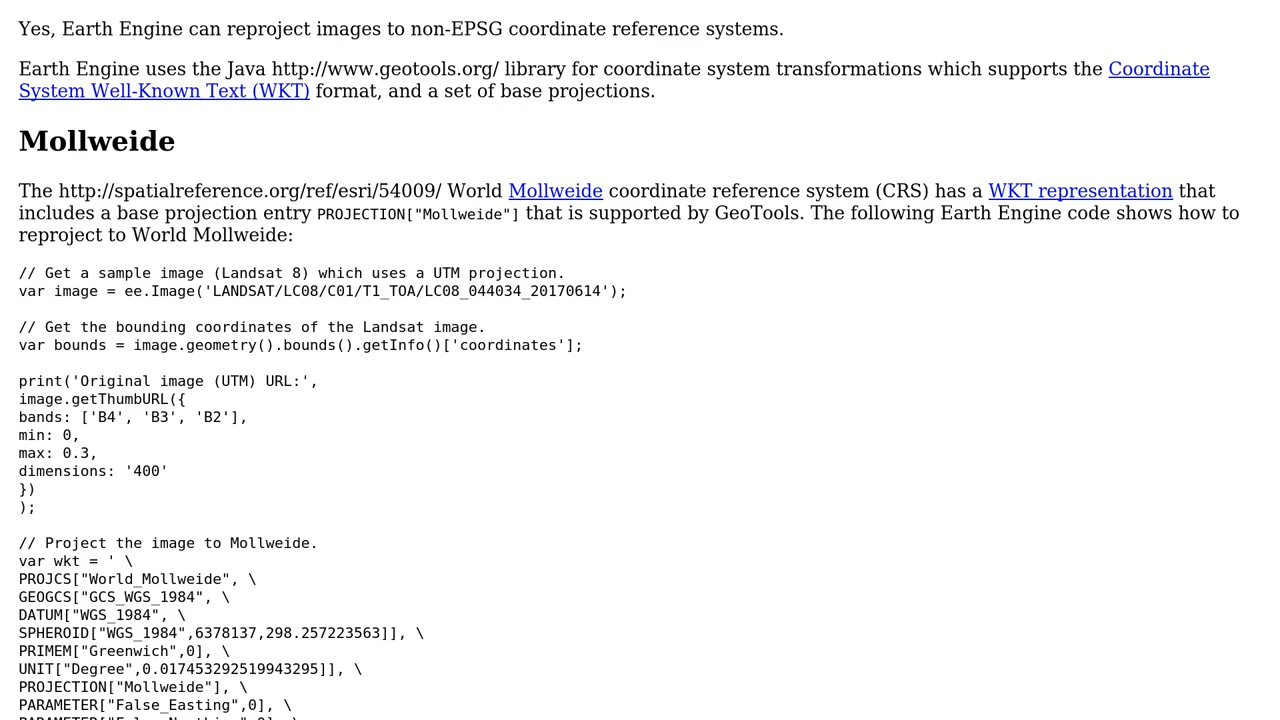 Yes, Earth Engine can reproject images to non-EPSG coordinate reference systems.
Earth Engine uses the Java http://www.geotools.org/ library for coordinate system transformations which supports the Coordinate
System Well-Known Text (WKT) format, and a set of base projections.
Mollweide
The http://spatialreference.org/ref/esri/54009/ World Mollweide coordinate reference system (CRS) has a WKT representation that
includes a base projection entry PROJECTION["Mollweide"] that is supported by GeoTools. The following Earth Engine code shows how to
reproject to World Mollweide:
// Get a sample image (Landsat 8) which uses a UTM projection.
var image = ee.Image('LANDSAT/LC08/C01/T1_TOA/LC08_044034_20170614');
// Get the bounding coordinates of the Landsat image.
var bounds = image.geometry().bounds().getInfo()['coordinates'];
print('Original image (UTM) URL:',
image.getThumbURL({
bands: ['B4', 'B3', 'B2'],
min: 0,
max: 0.3,
dimensions: '400'
})
);
// Project the image to Mollweide.
var wkt = ' \
PROJCS["World_Mollweide", \
GEOGCS["GCS_WGS_1984", \
DATUM["WGS_1984", \
SPHEROID["WGS_1984",6378137,298.257223563]], \
PRIMEM["Greenwich",0], \
UNIT["Degree",0.017453292519943295]], \
PROJECTION["Mollweide"], \
PARAMETER["False_Easting",0], \